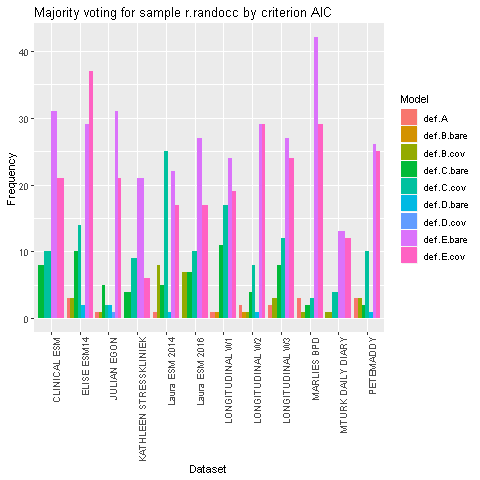 Majority voting for sample r.randocc by criterion AIC
Frequency
40
30
20
10
0
CLINICAL ESM
ELISE ESM14
JULIAN EGON
KATHLEEN STRESSKLINIEK
Laura ESM 2014
Laura ESM 2016
LONGITUDINAL W1
LONGITUDINAL W2
LONGITUDINAL W3
MARLIES BPD
MTURK DAILY DIARY
PETEMADDY
Dataset
Model
def.A
def.B.bare
def.B.cov
def.C.bare
def.C.cov
def.D.bare
def.D.cov
def.E.bare
def.E.cov